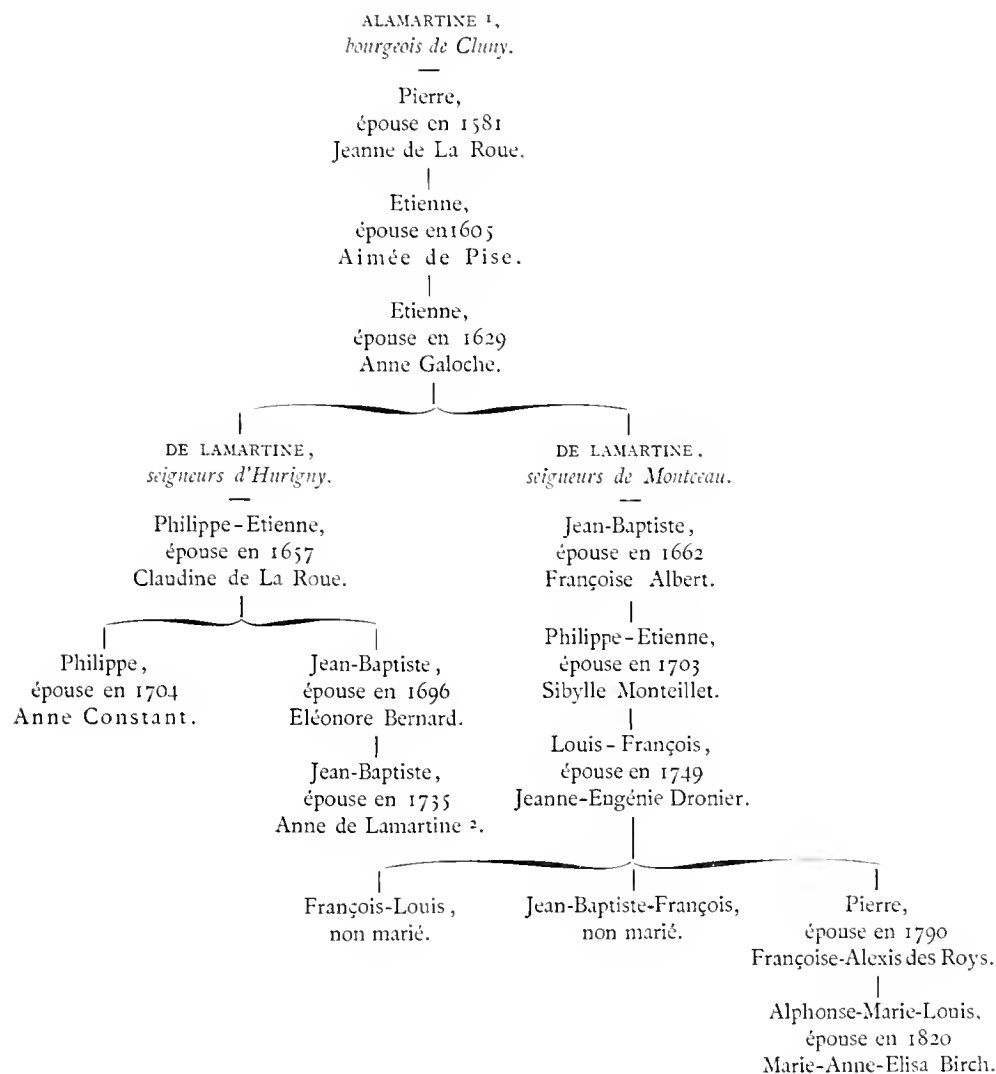 ALAMARTINE ¹,
bourgeois de Cluny.
Pierre,
épouse en 1581
Jeanne de La Roue.
Etienne,
épouse en 1605
Aimée de Pise.
Etienne,
épouse en 1629
Anne Galoche.
DE LAMARTINE,
seigneurs d'Hurigny.
Philippe-Etienne,
épouse en 1657
Claudine de La Roue.
Philippe,
épouse en 1704
Anne Constant.
Jean-Baptiste,
épouse en 1696
Eléonore Bernard.
Jean-Baptiste,
épouse en 1735
Anne de Lamartine ².
DE LAMARTINE.
seigneurs de Montceau.
Jean-Baptiste,
épouse en 1662
Françoise Albert.
Philippe-Etienne,
épouse en 1703
Sibylle Monteillet.
Louis-François,
épouse en 1749
Jeanne-Eugénie Dronier.
François-Louis,
non marié.
Jean-Baptiste-François,
non marié.
Pierre,
épouse en 1790
Françoise-Alexis des Roys.
Alphonse-Marie-Louis,
épouse en 1820
Marie-Anne-Elisa Birch.